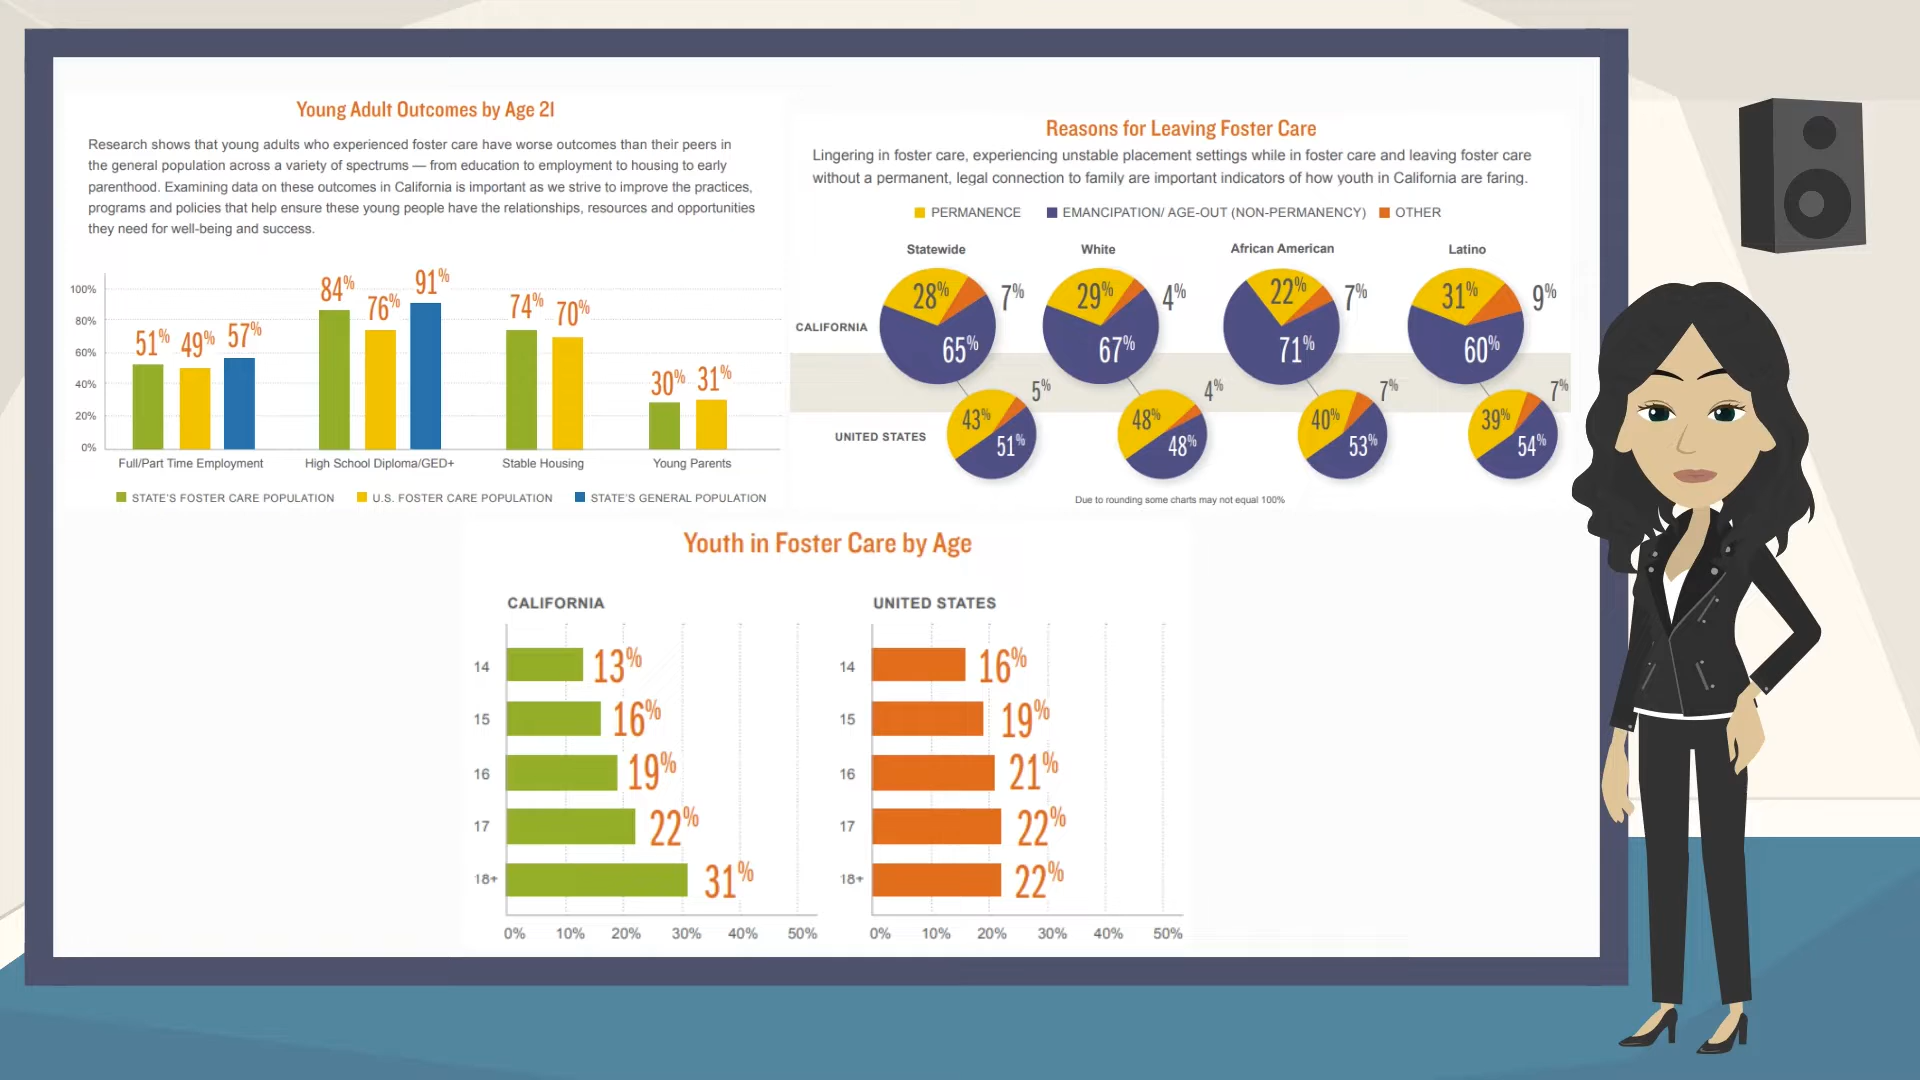 Young Adult Outcomes by Age 21
Research shows that young adults who experienced foster care have worse outcomes than their peers in
the general population across a variety of spectrums — from education to employment to housing to early
parenthood. Examining data on these outcomes in California is important as we strive to improve the practices,
programs and policies that help ensure these young people have the relationships, resources and opportunities
they need for well-being and success.
100%
80%
60%
40%
20%
0%
51% 49% 57%
84% 76% 91%
74% 70%
30% 31%
Full/Part Time Employment High School Diploma/GED+ Stable Housing Young Parents
STATE'S FOSTER CARE POPULATION U.S. FOSTER CARE POPULATION STATE'S GENERAL POPULATION
Reasons for Leaving Foster Care
Lingering in foster care, experiencing unstable placement settings while in foster care and leaving foster care
without a permanent, legal connection to family are important indicators of how youth in California are faring.
PERMANENCE EMANCIPATION/ AGE-OUT (NON-PERMANENCY) OTHER
Statewide White African American Latino
CALIFORNIA
28% 7% 65%
29% 4% 67%
22% 7% 71%
31% 9% 60%
UNITED STATES
43% 5% 51%
48% 4% 48%
40% 7% 53%
39% 7% 54%
Due to rounding some charts may not equal 100%
Youth in Foster Care by Age
CALIFORNIA
14 13%
15 16%
16 19%
17 22%
18+ 31%
0% 10% 20% 30% 40% 50%
UNITED STATES
14 16%
15 19%
16 21%
17 22%
18+ 22%
0% 10% 20% 30% 40% 50%